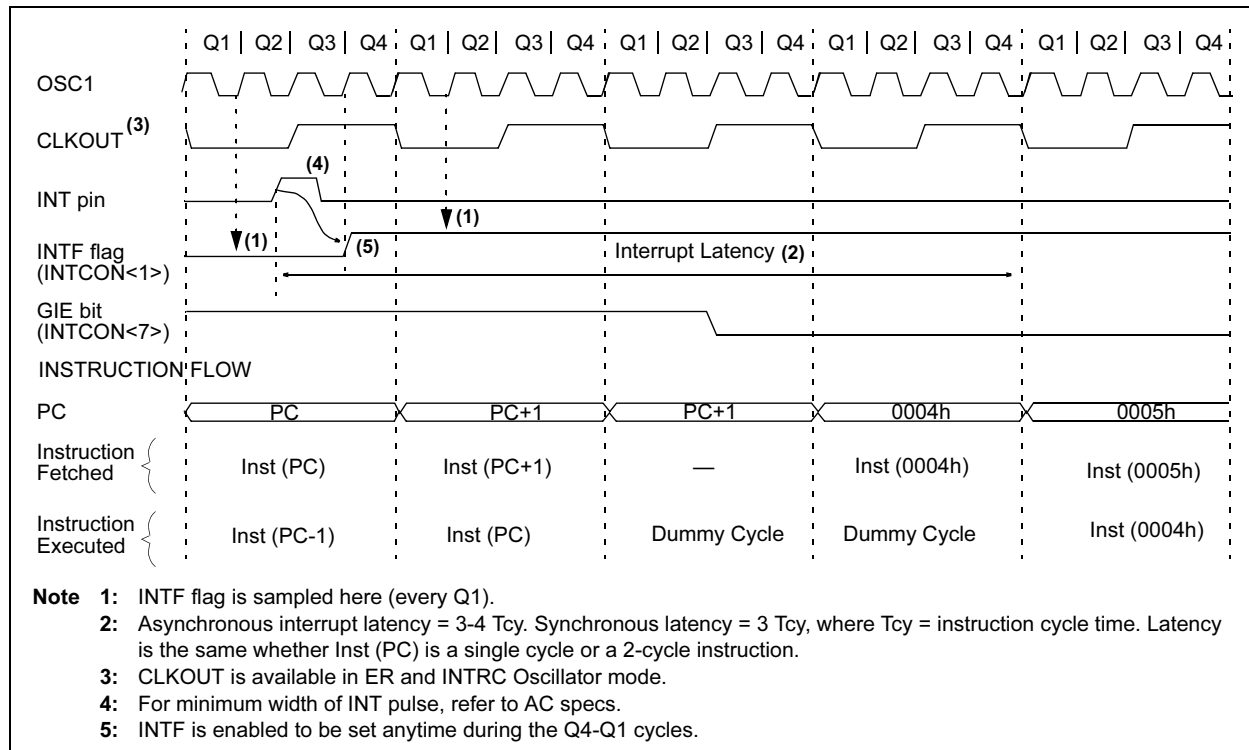 Q1 | Q2 | Q3 | Q4 Q1 | Q2 | Q3 | Q4 Q1 | Q2 | Q3 | Q4 Q1 | Q2 | Q3 | Q4 Q1 | Q2 | Q3 | Q4
OSC1
CLKOUT (3)
(4)
INT pin
(1)
(1)
(5)
INTF flag
(INTCON<1>)
Interrupt Latency (2)
GIE bit
(INTCON<7>)
INSTRUCTION FLOW
PC PC PC+1 PC+1 0004h 0005h
Instruction
Fetched
Inst (PC) Inst (PC+1) — Inst (0004h) Inst (0005h)
Instruction
Executed
Inst (PC-1) Inst (PC) Dummy Cycle Dummy Cycle Inst (0004h)
Note 1: INTF flag is sampled here (every Q1).
2: Asynchronous interrupt latency = 3-4 Tcy. Synchronous latency = 3 Tcy, where Tcy = instruction cycle time. Latency
is the same whether Inst (PC) is a single cycle or a 2-cycle instruction.
3: CLKOUT is available in ER and INTRC Oscillator mode.
4: For minimum width of INT pulse, refer to AC specs.
5: INTF is enabled to be set anytime during the Q4-Q1 cycles.